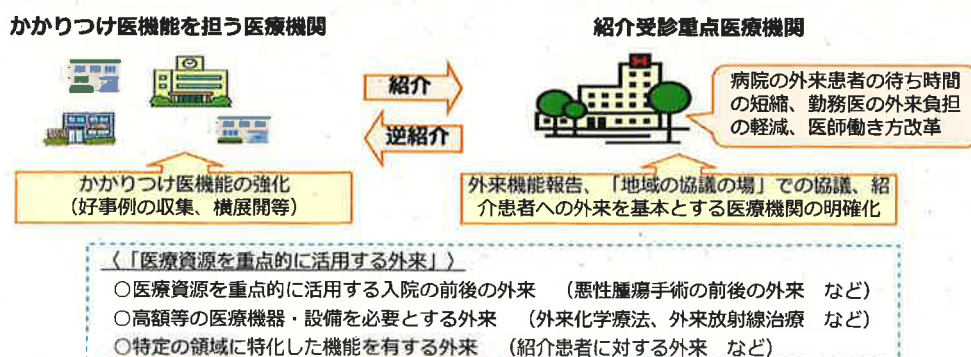 かかりつけ医機能を担う医療機関
紹介受診重点医療機関
紹介
逆紹介
病院の外来患者の待ち時間
の短縮、勤務医の外来負担
の軽減、医師働き方改革
かかりつけ医機能の強化
（好事例の収集、横展開等）
外来機能報告、「地域の協議の場」での協議、紹
介患者への外来を基本とする医療機関の明確化
〈「医療資源を重点的に活用する外来」〉
○医療資源を重点的に活用する入院の前後の外来　（悪性腫瘍手術の前後の外来　など）
○高額等の医療機器・設備を必要とする外来　（外来化学療法、外来放射線治療　など）
○特定の領域に特化した機能を有する外来　（紹介患者に対する外来　など）